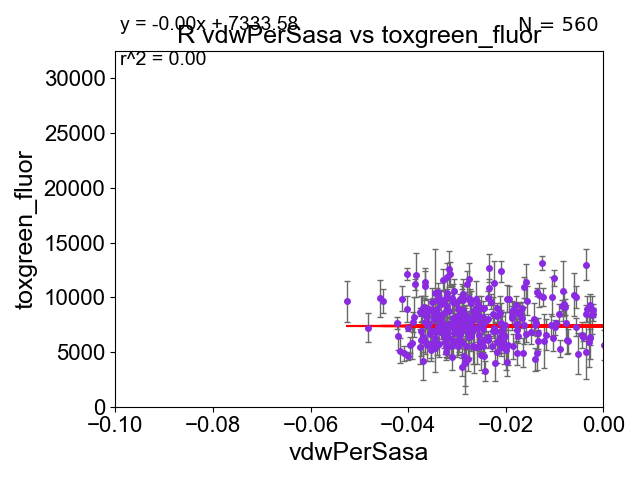 y = -0.00x + 7333.58
N = 560
R vdwPerSasa vs toxgreen_fluor
r^2 = 0.00
30000
25000
20000
15000
10000
5000
0
toxgreen_fluor
−0.10
−0.08
−0.06
−0.04
−0.02
0.00
vdwPerSasa